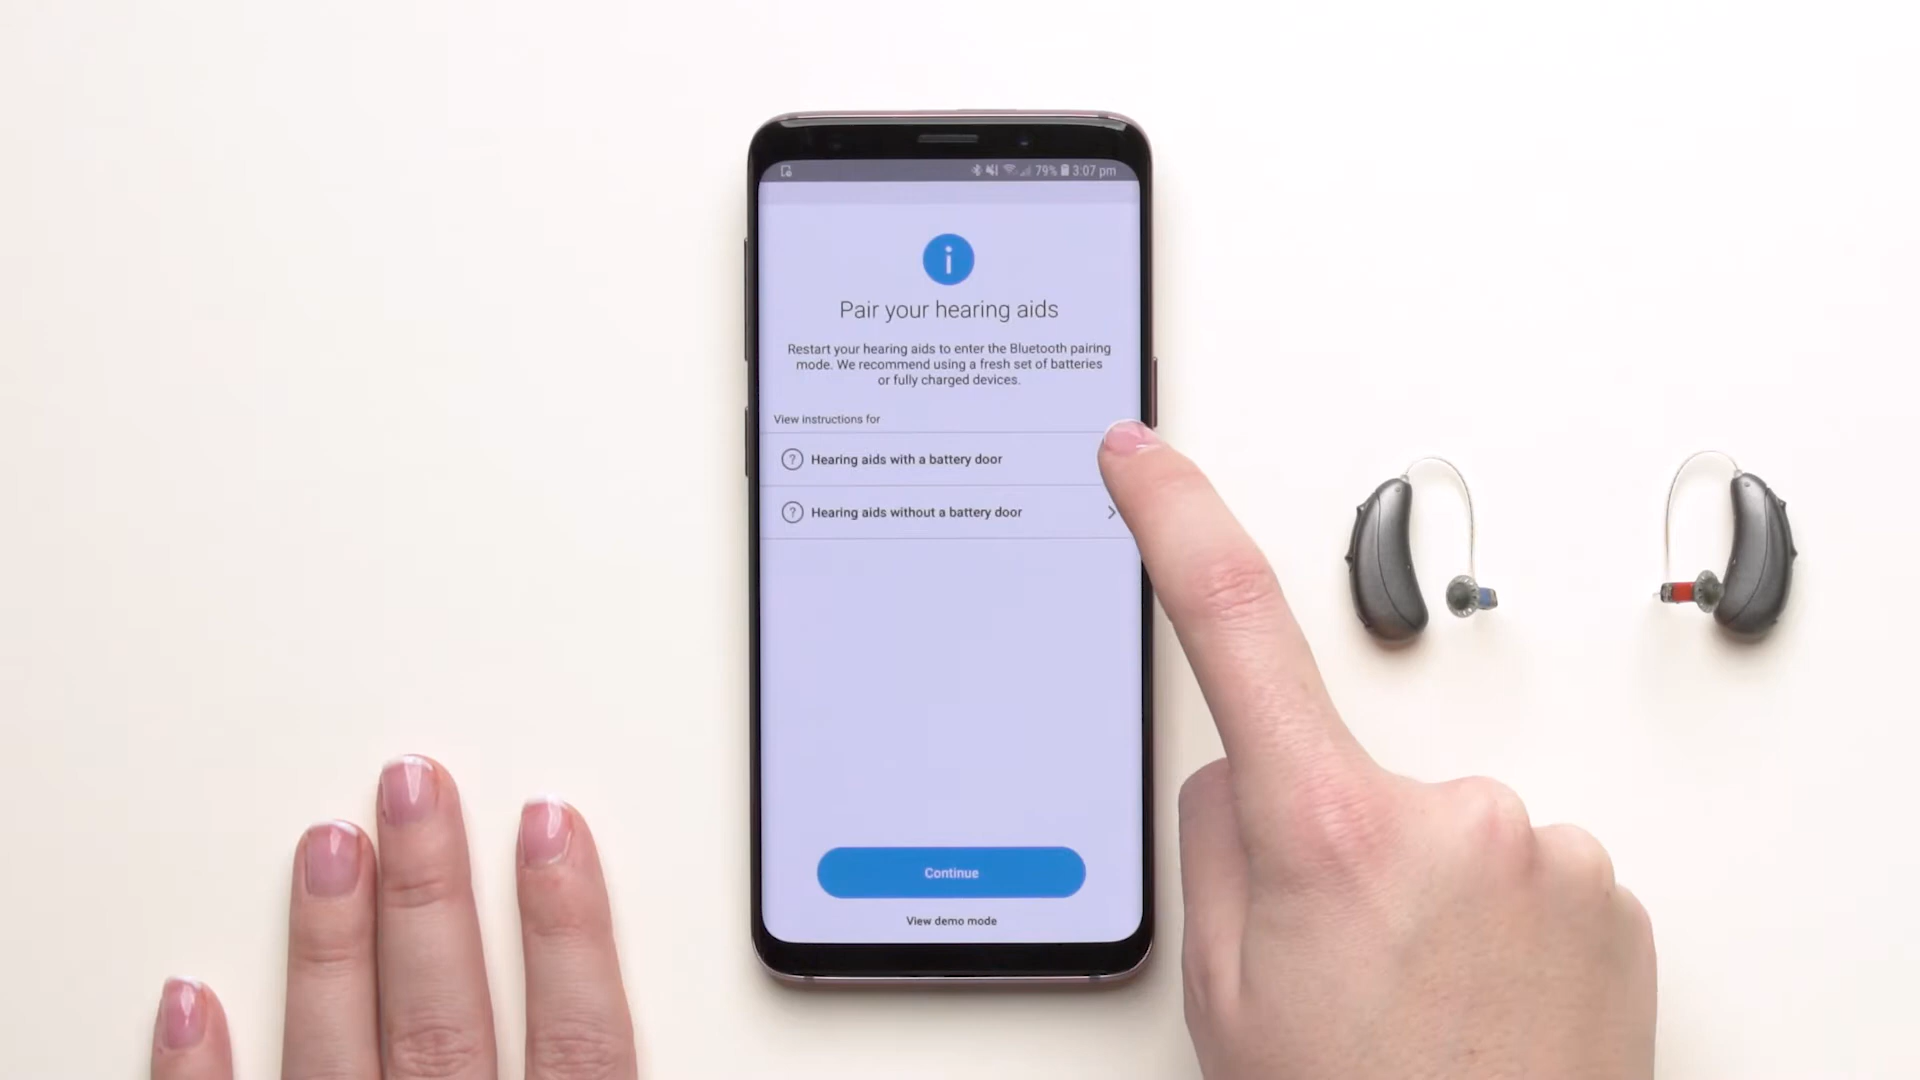 79% 3:07 pm
i
Pair your hearing aids
Restart your hearing aids to enter the Bluetooth pairing
mode. We recommend using a fresh set of batteries
or fully charged devices.
View instructions for
? Hearing aids with a battery door
? Hearing aids without a battery door
Continue
View demo mode